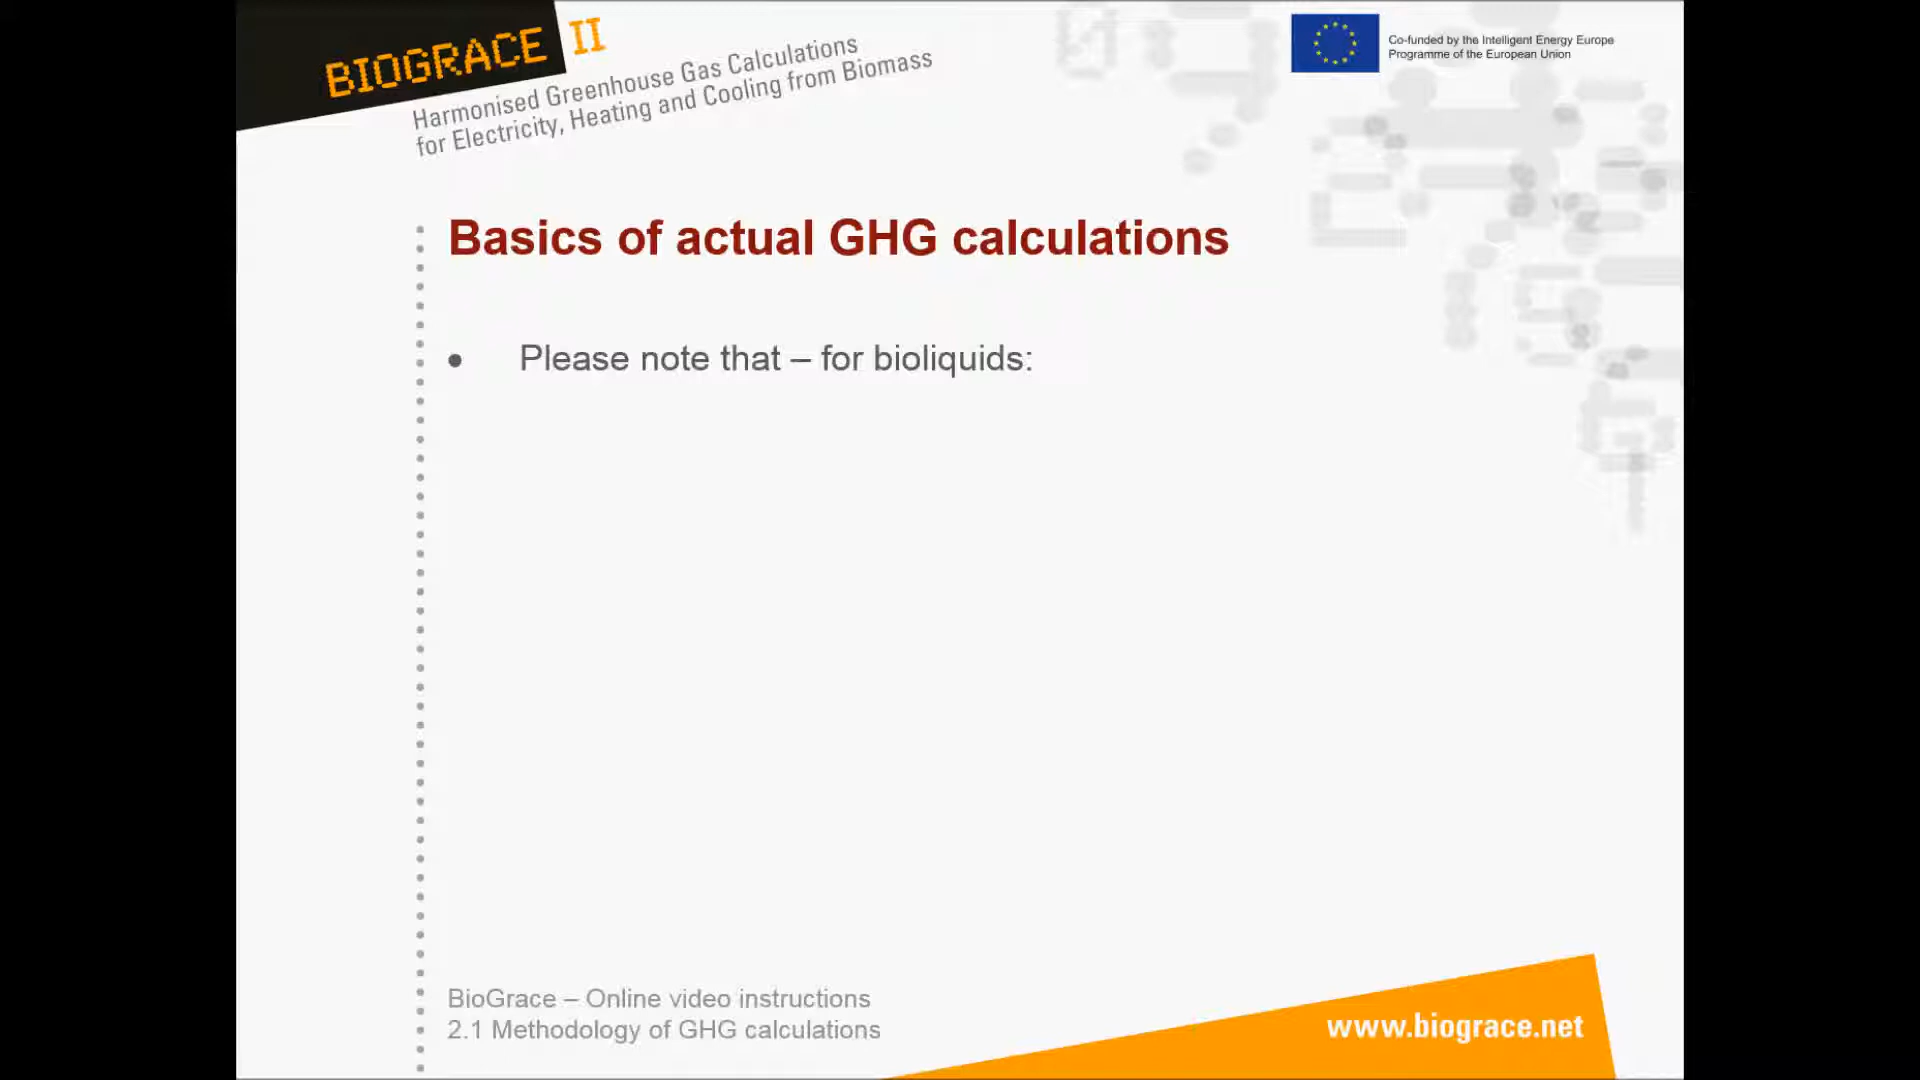 BIOGRACE II
Harmonised Greenhouse Gas Calculations
for Electricity, Heating and Cooling from Biomass
Co-funded by the Intelligent Energy Europe
Programme of the European Union
Basics of actual GHG calculations
• Please note that – for bioliquids:
BioGrace – Online video instructions
2.1 Methodology of GHG calculations
www.biograce.net